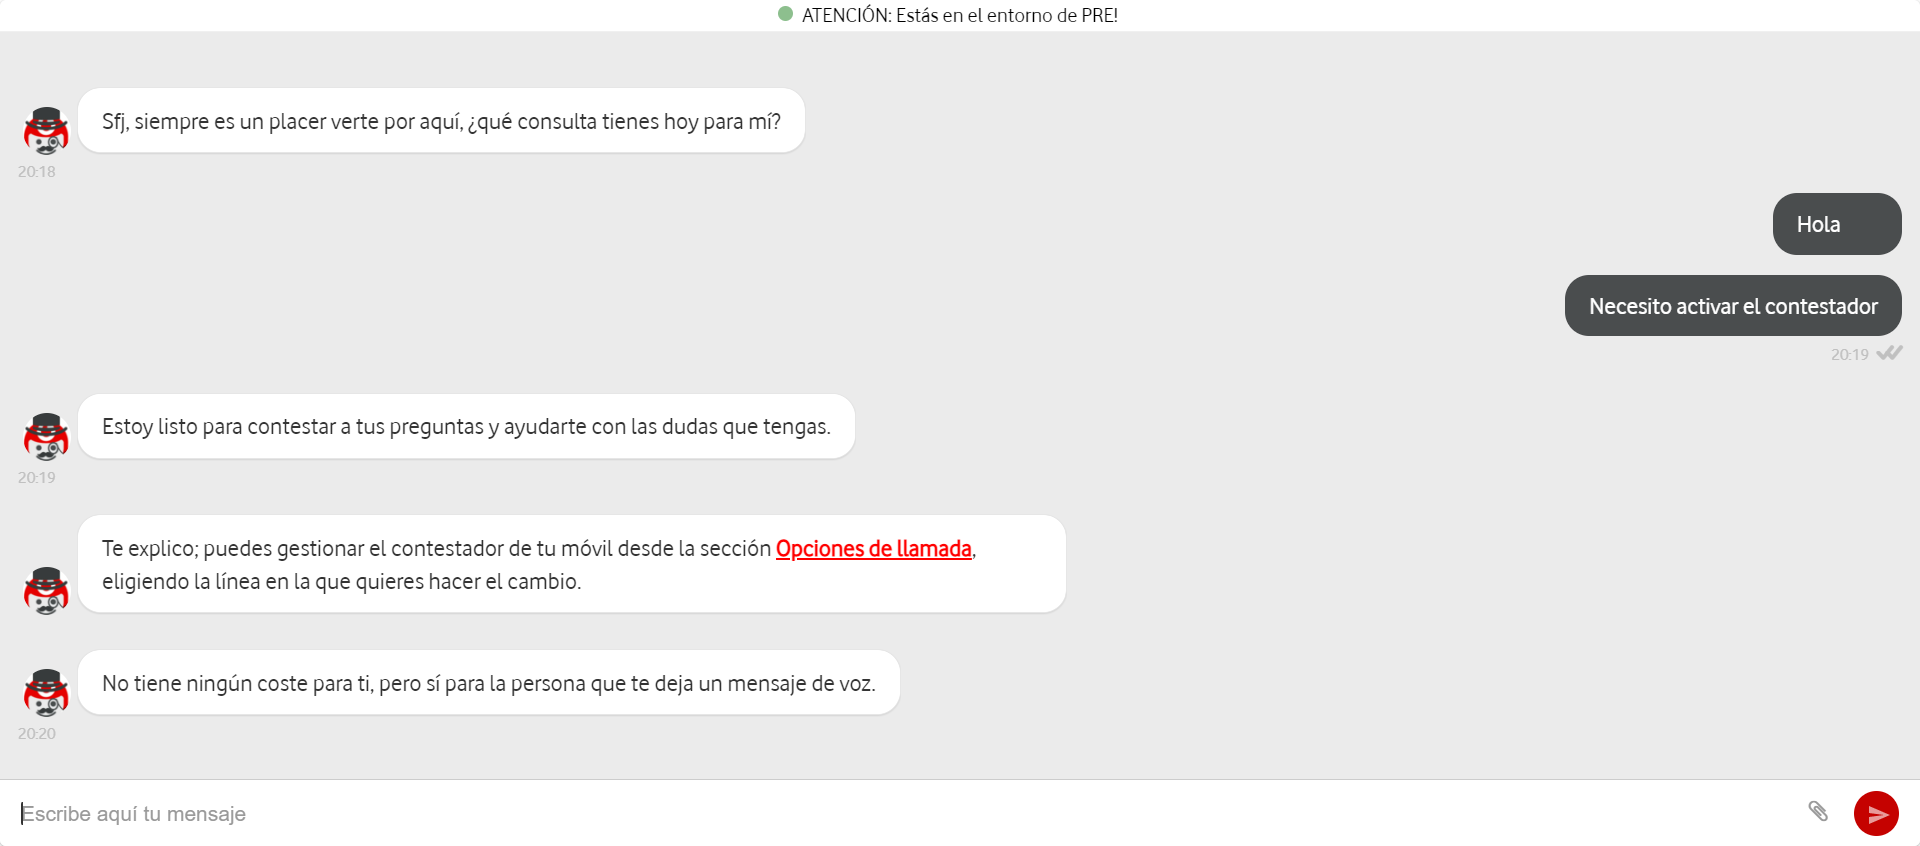 ATENCIÓN: Estás en el entorno de PRE!
Sfj, siempre es un placer verte por aquí, ¿qué consulta tienes hoy para mí?
20:18
Hola
Necesito activar el contestador
20:19
Estoy listo para contestar a tus preguntas y ayudarte con las dudas que tengas.
20:19
Te explico; puedes gestionar el contestador de tu móvil desde la sección Opciones de llamada,
eligiendo la línea en la que quieres hacer el cambio.
No tiene ningún coste para ti, pero sí para la persona que te deja un mensaje de voz.
20:20
Escribe aquí tu mensaje